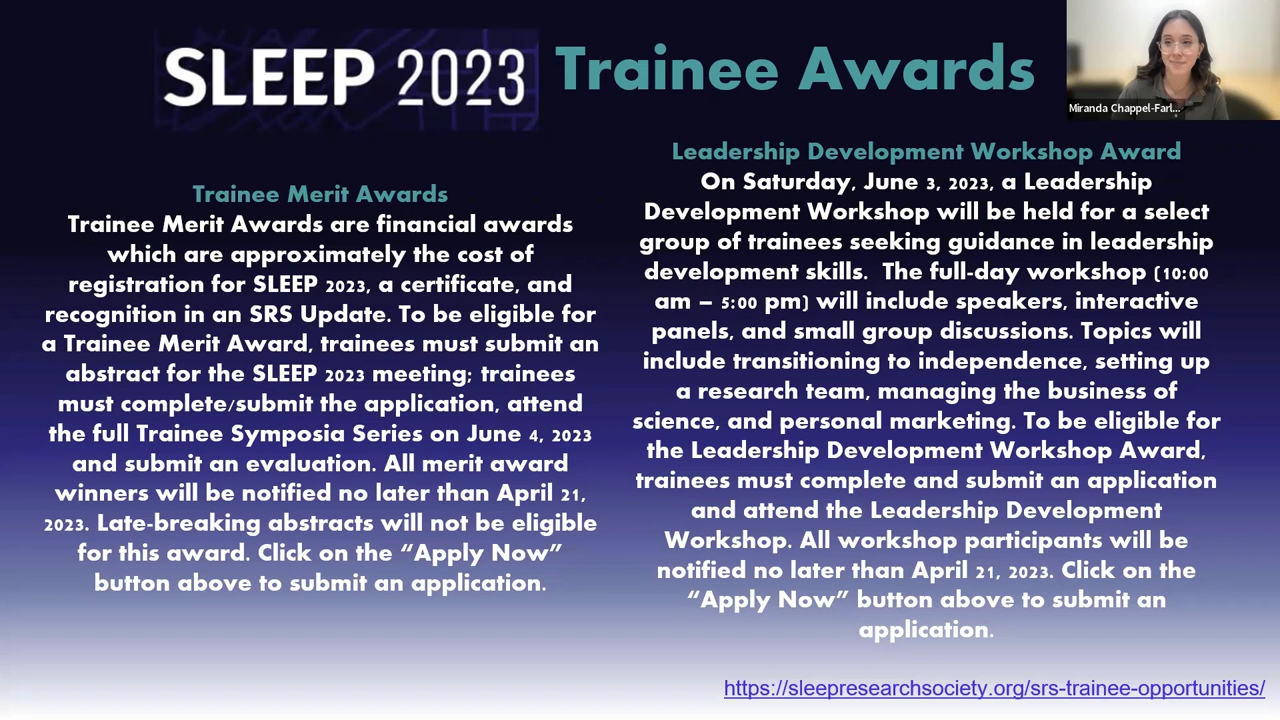 SLEEP 2023 Trainee Awards
Miranda Chappel-Farl...
Trainee Merit Awards
Trainee Merit Awards are financial awards
which are approximately the cost of
registration for SLEEP 2023, a certificate, and
recognition in an SRS Update. To be eligible for
a Trainee Merit Award, trainees must submit an
abstract for the SLEEP 2023 meeting; trainees
must complete/submit the application, attend
the full Trainee Symposia Series on June 4, 2023
and submit an evaluation. All merit award
winners will be notified no later than April 21,
2023. Late-breaking abstracts will not be eligible
for this award. Click on the “Apply Now”
button above to submit an application.
Leadership Development Workshop Award
On Saturday, June 3, 2023, a Leadership
Development Workshop will be held for a select
group of trainees seeking guidance in leadership
development skills.  The full-day workshop (10:00
am – 5:00 pm) will include speakers, interactive
panels, and small group discussions. Topics will
include transitioning to independence, setting up
a research team, managing the business of
science, and personal marketing. To be eligible for
the Leadership Development Workshop Award,
trainees must complete and submit an application
and attend the Leadership Development
Workshop. All workshop participants will be
notified no later than April 21, 2023. Click on the
“Apply Now” button above to submit an
application.
https://sleepresearchsociety.org/srs-trainee-opportunities/